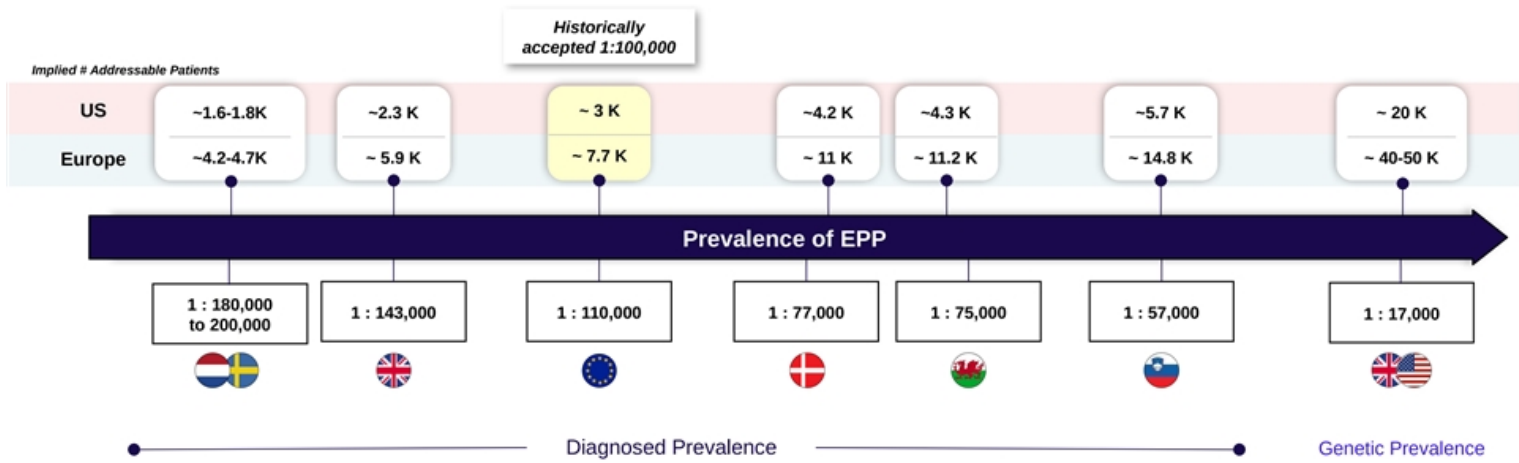 Historically
accepted 1:100,000
Implied # Addressable Patients
US
~1.6-1.8K
~2.3 K
~ 3 K
~4.2 K
~4.3 K
~5.7 K
~ 20 K
Europe
~4.2-4.7K
~ 5.9 K
~ 7.7 K
~ 11 K
~ 11.2 K
~ 14.8 K
~ 40-50 K
Prevalence of EPP
1 : 180,000
to 200,000
1 : 143,000
1 : 110,000
1 : 77,000
1 : 75,000
1 : 57,000
1 : 17,000
Diagnosed Prevalence
Genetic Prevalence